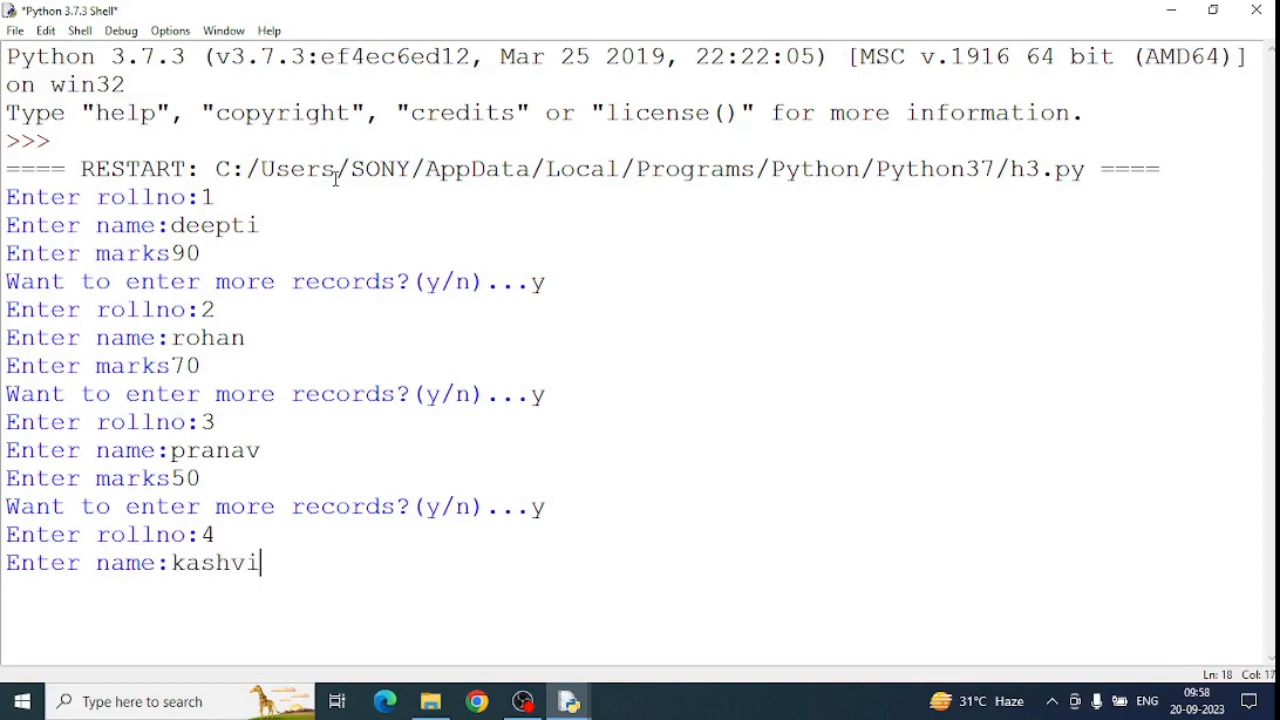 *Python 3.7.3 Shell*
File Edit Shell Debug Options Window Help
Python 3.7.3 (v3.7.3:ef4ec6ed12, Mar 25 2019, 22:22:05) [MSC v.1916 64 bit (AMD64)]
on win32
Type "help", "copyright", "credits" or "license()" for more information.
>>>
==== RESTART: C:/Users/SONY/AppData/Local/Programs/Python/Python37/h3.py ====
Enter rollno:1
Enter name:deepti
Enter marks90
Want to enter more records?(y/n)...y
Enter rollno:2
Enter name:rohan
Enter marks70
Want to enter more records?(y/n)...y
Enter rollno:3
Enter name:pranav
Enter marks50
Want to enter more records?(y/n)...y
Enter rollno:4
Enter name:kashvi
Ln: 18 Col: 17
Type here to search
31°C Haze
ENG
09:58
20-09-2023